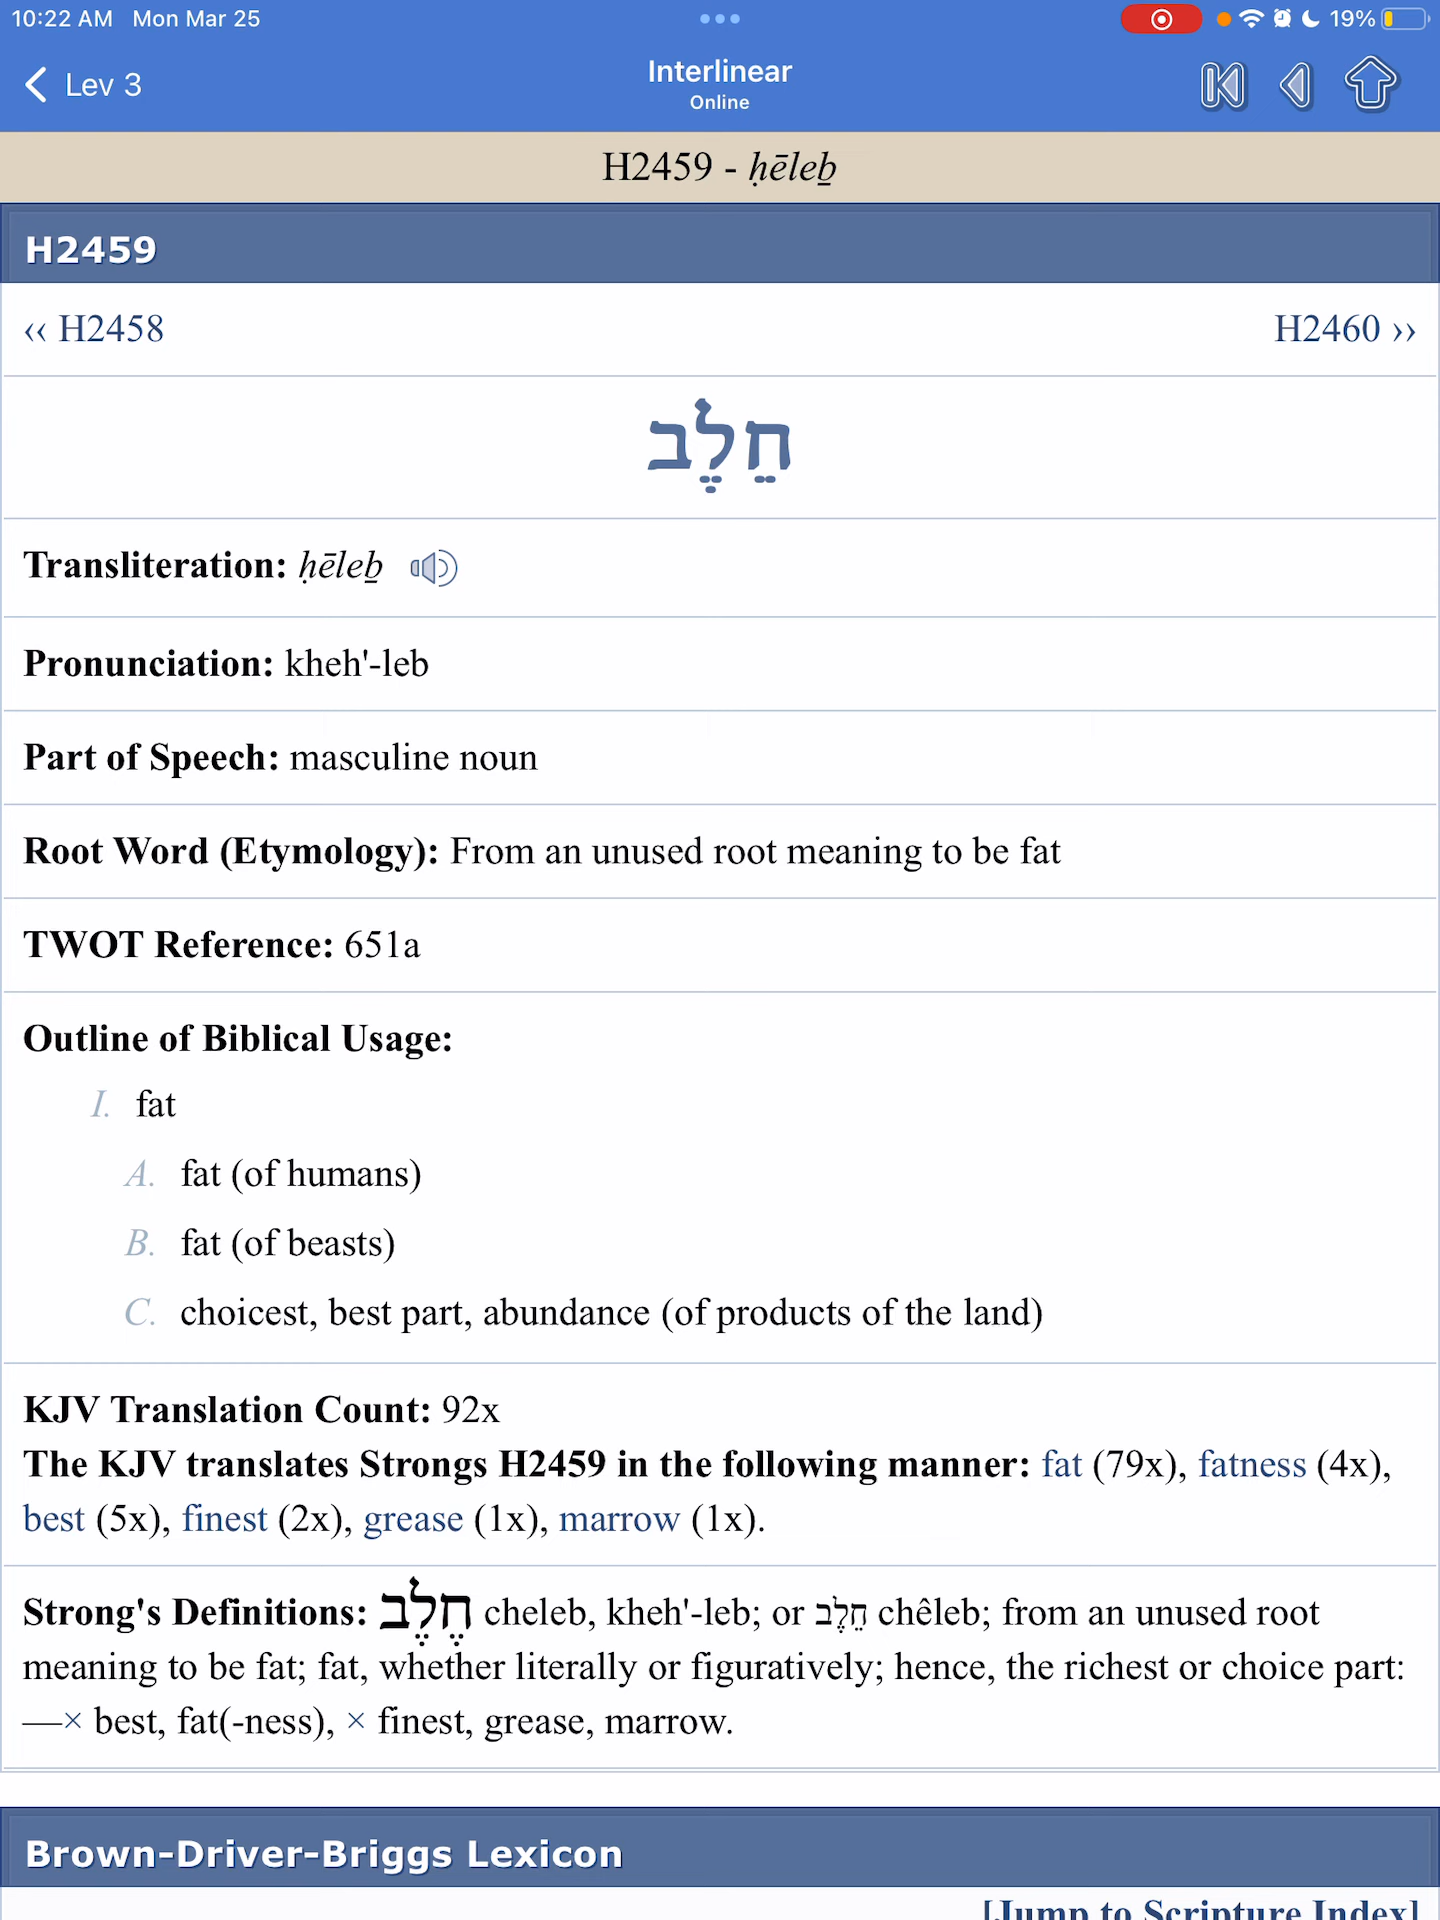 10:22 AM Mon Mar 25
19%
Lev 3
Interlinear
Online
H2459 - ḥēleḇ
H2459
‹‹ H2458
H2460 ››
חֵלֶב
Transliteration: ḥēleḇ
Pronunciation: kheh'-leb
Part of Speech: masculine noun
Root Word (Etymology): From an unused root meaning to be fat
TWOT Reference: 651a
Outline of Biblical Usage:
I. fat
A. fat (of humans)
B. fat (of beasts)
C. choicest, best part, abundance (of products of the land)
KJV Translation Count: 92x
The KJV translates Strongs H2459 in the following manner: fat (79x), fatness (4x),
best (5x), finest (2x), grease (1x), marrow (1x).
Strong's Definitions: חֶלֶב cheleb, kheh'-leb; or חֵלֶב chêleb; from an unused root
meaning to be fat; fat, whether literally or figuratively; hence, the richest or choice part:
—× best, fat(-ness), × finest, grease, marrow.
Brown-Driver-Briggs Lexicon
[Jump to Scripture Index]